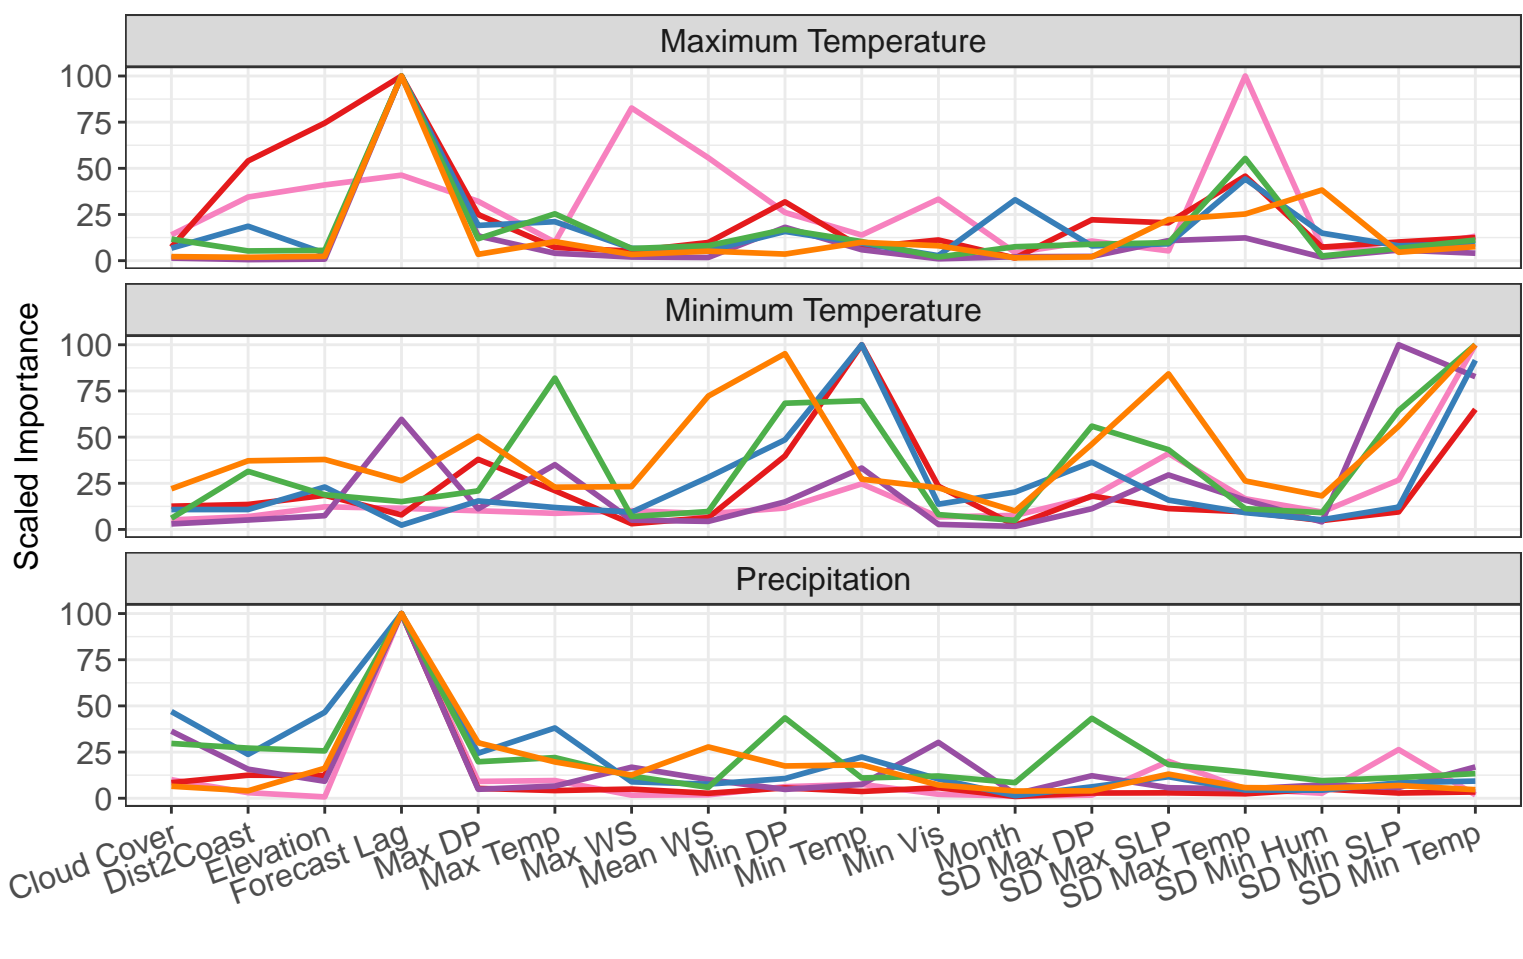 Maximum Temperature
100
75
50
25
0
Minimum Temperature
100
75
50
25
0
Precipitation
100
75
50
25
0
Scaled Importance
Cloud Cover
Dist2Coast
Elevation
Forecast Lag
Max DP
Max Temp
Max WS
Mean WS
Min DP
Min Temp
Min Vis
Month
SD Max DP
SD Max SLP
SD Max Temp
SD Min Hum
SD Min SLP
SD Min Temp